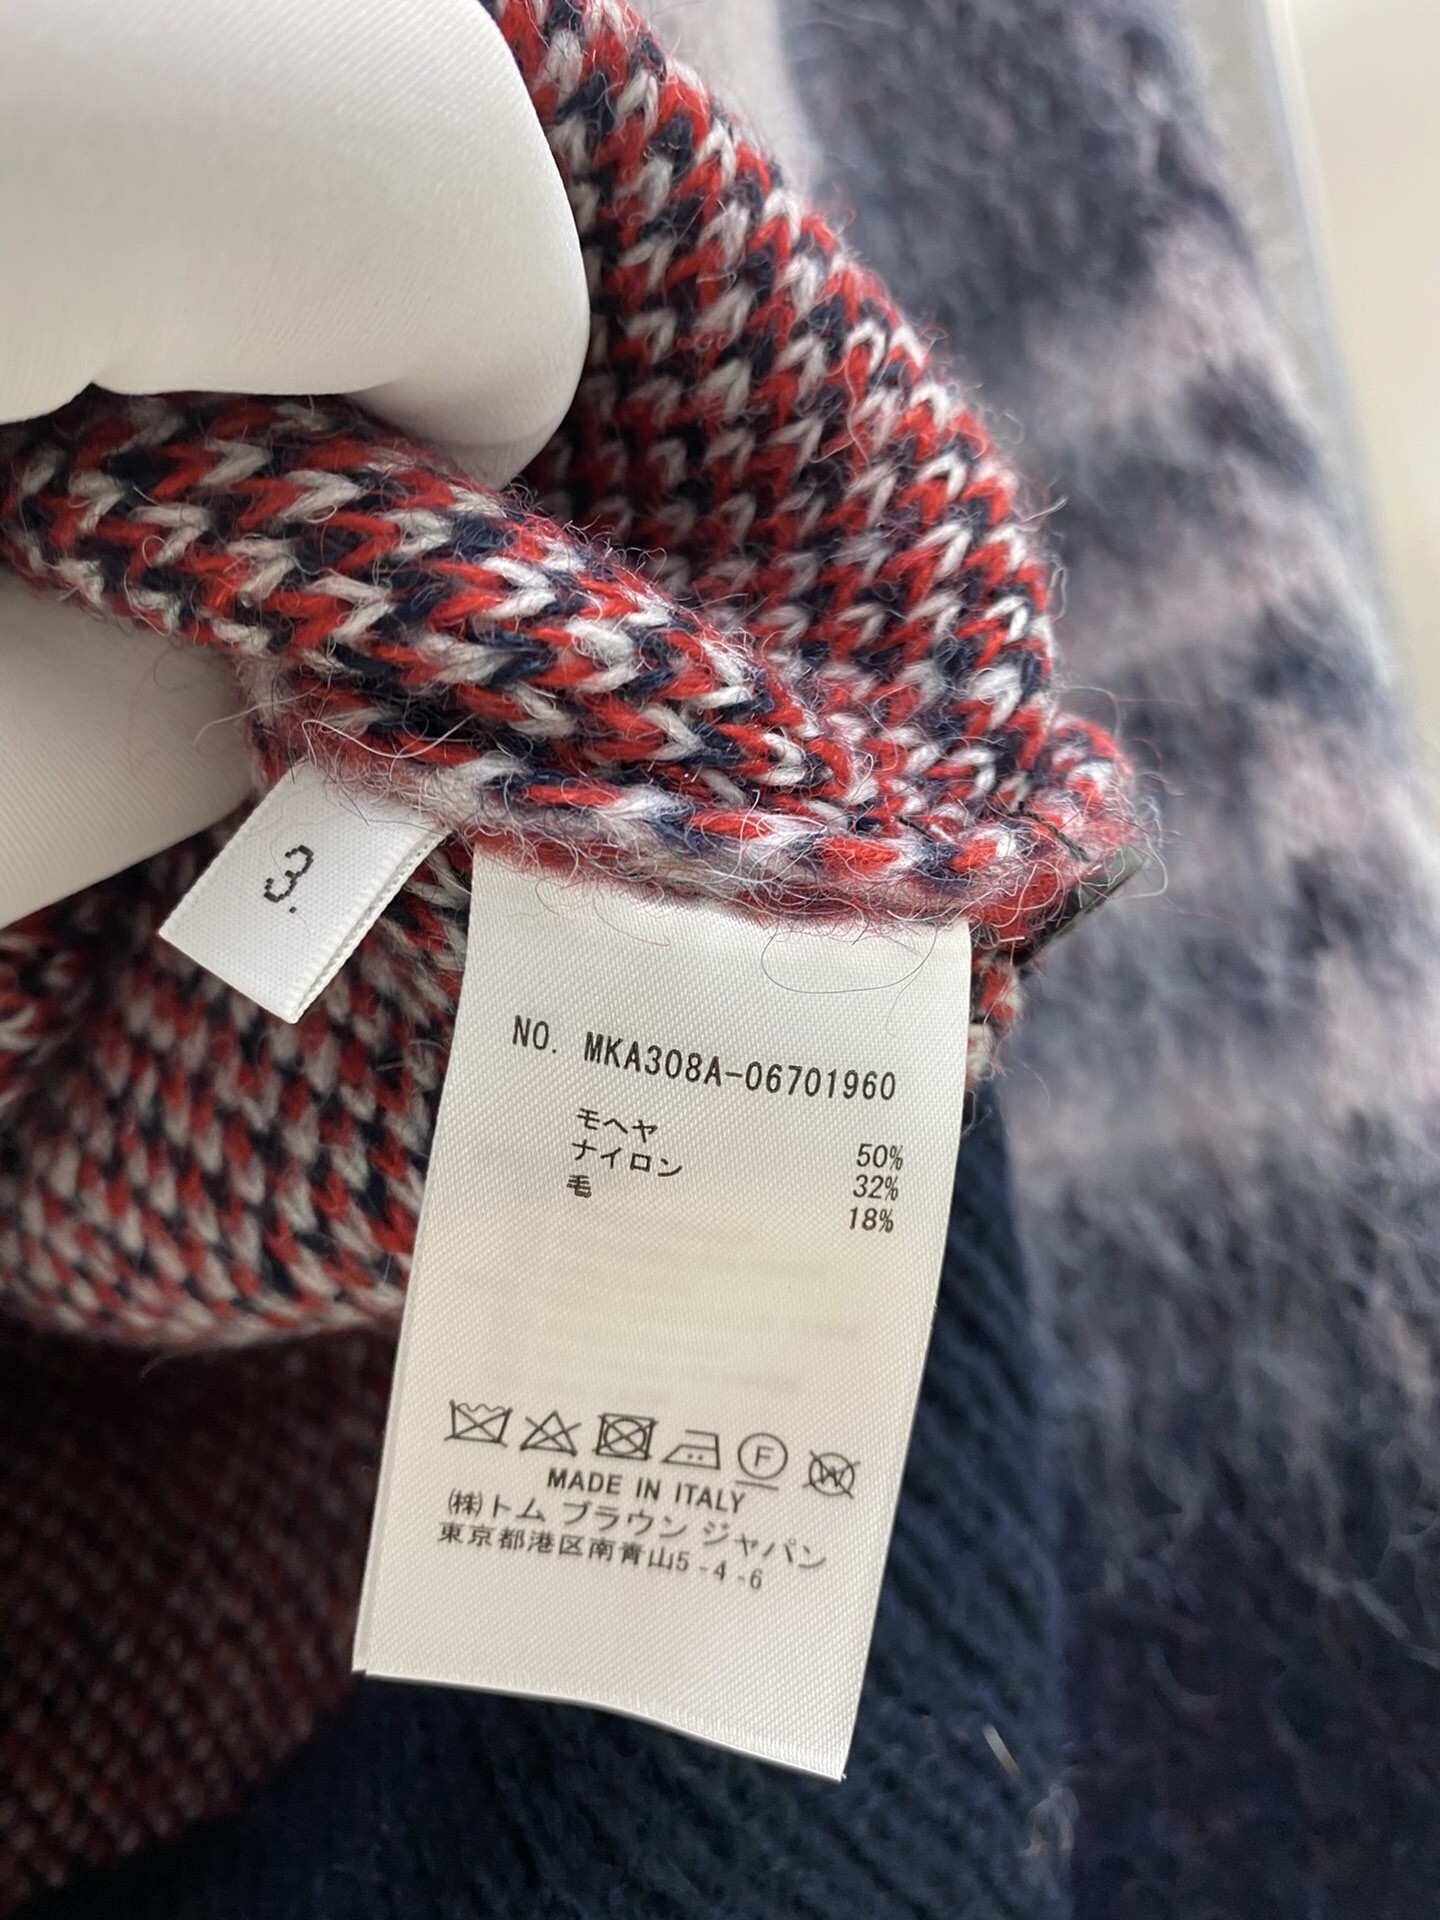 3.
NO. MKA308A-06701960
モヘヤ 50%
ナイロン 32%
毛 18%
F W
MADE IN ITALY
㈱トム ブラウン ジャパン
東京都港区南青山5-4-6